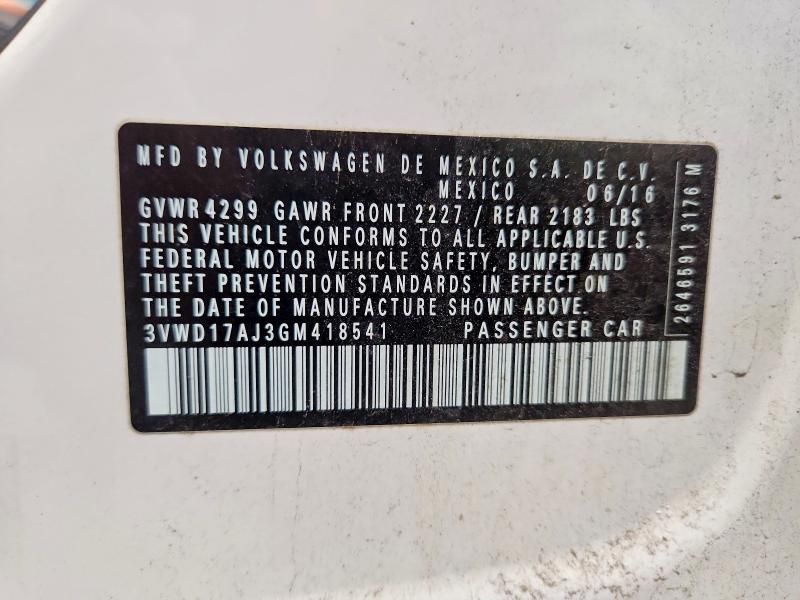 MFD BY VOLKSWAGEN DE MEXICO S.A. DE C.V.
MEXICO 06/16
GVWR 4299 GAWR FRONT 2227 / REAR 2183 LBS
THIS VEHICLE CONFORMS TO ALL APPLICABLE U.S.
FEDERAL MOTOR VEHICLE SAFETY, BUMPER AND
THEFT PREVENTION STANDARDS IN EFFECT ON
THE DATE OF MANUFACTURE SHOWN ABOVE.
3VWD17AJ3GM418541 PASSENGER CAR
2646591 3176 M